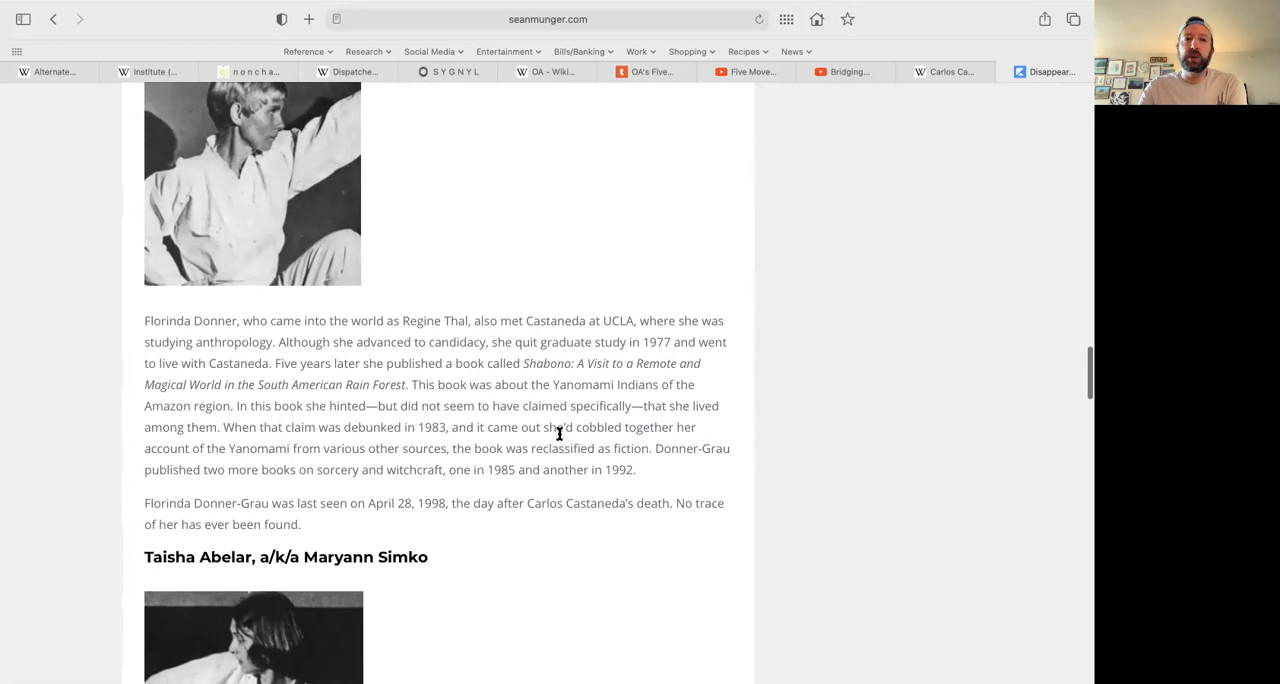 seanmunger.com
Reference Research Social Media Entertainment Bills/Banking Work Shopping Recipes News
Alternate... Institute (... n o n c h a... Dispatche... S Y G N Y L OA - Wiki... OA's Five... Five Move... Bridging... Carlos Ca... Disappear...
Florinda Donner, who came into the world as Regine Thal, also met Castaneda at UCLA, where she was
studying anthropology. Although she advanced to candidacy, she quit graduate study in 1977 and went
to live with Castaneda. Five years later she published a book called Shabono: A Visit to a Remote and
Magical World in the South American Rain Forest. This book was about the Yanomami Indians of the
Amazon region. In this book she hinted—but did not seem to have claimed specifically—that she lived
among them. When that claim was debunked in 1983, and it came out she'd cobbled together her
account of the Yanomami from various other sources, the book was reclassified as fiction. Donner-Grau
published two more books on sorcery and witchcraft, one in 1985 and another in 1992.
Florinda Donner-Grau was last seen on April 28, 1998, the day after Carlos Castaneda's death. No trace
of her has ever been found.
Taisha Abelar, a/k/a Maryann Simko